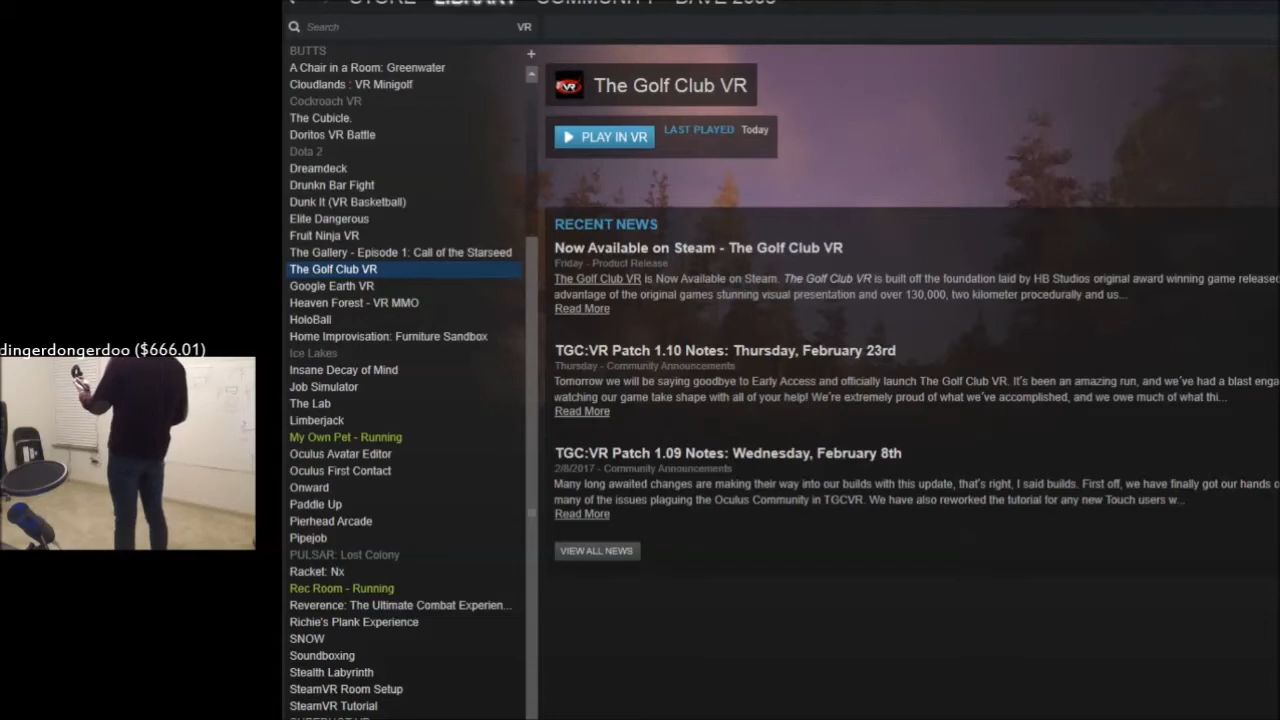 STORE LIBRARY COMMUNITY DAVE 2003
Search VR
BUTTS
A Chair in a Room: Greenwater
Cloudlands : VR Minigolf
Cockroach VR
The Cubicle.
Doritos VR Battle
Dota 2
Dreamdeck
Drunkn Bar Fight
Dunk It (VR Basketball)
Elite Dangerous
Fruit Ninja VR
The Gallery - Episode 1: Call of the Starseed
The Golf Club VR
Google Earth VR
Heaven Forest - VR MMO
HoloBall
Home Improvisation: Furniture Sandbox
Ice Lakes
Insane Decay of Mind
Job Simulator
The Lab
Limberjack
My Own Pet - Running
Oculus Avatar Editor
Oculus First Contact
Onward
Paddle Up
Pierhead Arcade
Pipejob
PULSAR: Lost Colony
Racket: Nx
Rec Room - Running
Reverence: The Ultimate Combat Experien...
Richie's Plank Experience
SNOW
Soundboxing
Stealth Labyrinth
SteamVR Room Setup
SteamVR Tutorial
The Golf Club VR
PLAY IN VR
LAST PLAYED Today
RECENT NEWS
Now Available on Steam - The Golf Club VR
Friday - Product Release
The Golf Club VR is Now Available on Steam. The Golf Club VR is built off the foundation laid by HB Studios original award winning game released
advantage of the original games stunning visual presentation and over 130,000, two kilometer procedurally and us...
Read More
TGC:VR Patch 1.10 Notes: Thursday, February 23rd
Thursday - Community Announcements
Tomorrow we will be saying goodbye to Early Access and officially launch The Golf Club VR. It's been an amazing run, and we've had a blast enga
watching our game take shape with all of your help! We're extremely proud of what we've accomplished, and we owe much of what thi...
Read More
TGC:VR Patch 1.09 Notes: Wednesday, February 8th
2/8/2017 - Community Announcements
Many long awaited changes are making their way into our builds with this update, that's right, I said builds. First off, we have finally got our hands o
many of the issues plaguing the Oculus Community in TGCVR. We have also reworked the tutorial for any new Touch users w...
Read More
VIEW ALL NEWS
dingerdongerdoo ($666.01)